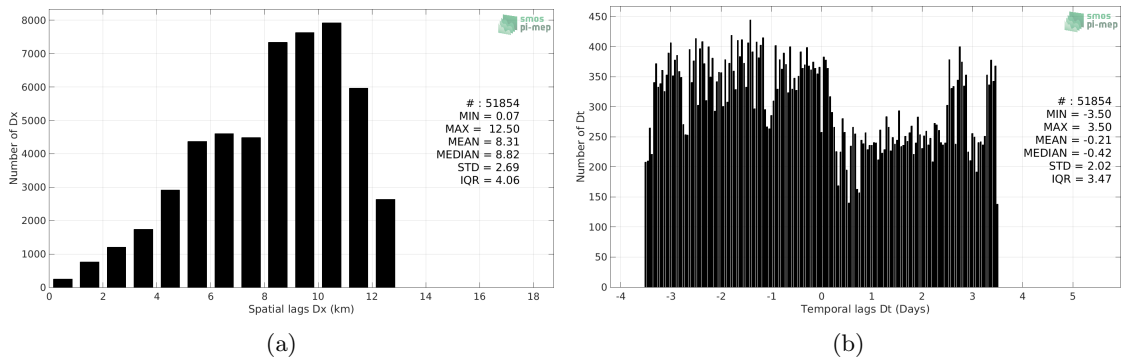 8000
7000
6000
5000
4000
3000
2000
1000
0
0 2 4 6 8 10 12 14 16 18
Number of Dx
Spatial lags Dx (km)
smos
pi-mep
# : 51854
MIN = 0.07
MAX = 12.50
MEAN = 8.31
MEDIAN = 8.82
STD = 2.69
IQR = 4.06
(a)
450
400
350
300
250
200
150
100
50
0
-4 -3 -2 -1 0 1 2 3 4 5
Number of Dt
Temporal lags Dt (Days)
smos
pi-mep
# : 51854
MIN = -3.50
MAX = 3.50
MEAN = -0.21
MEDIAN = -0.42
STD = 2.02
IQR = 3.47
(b)